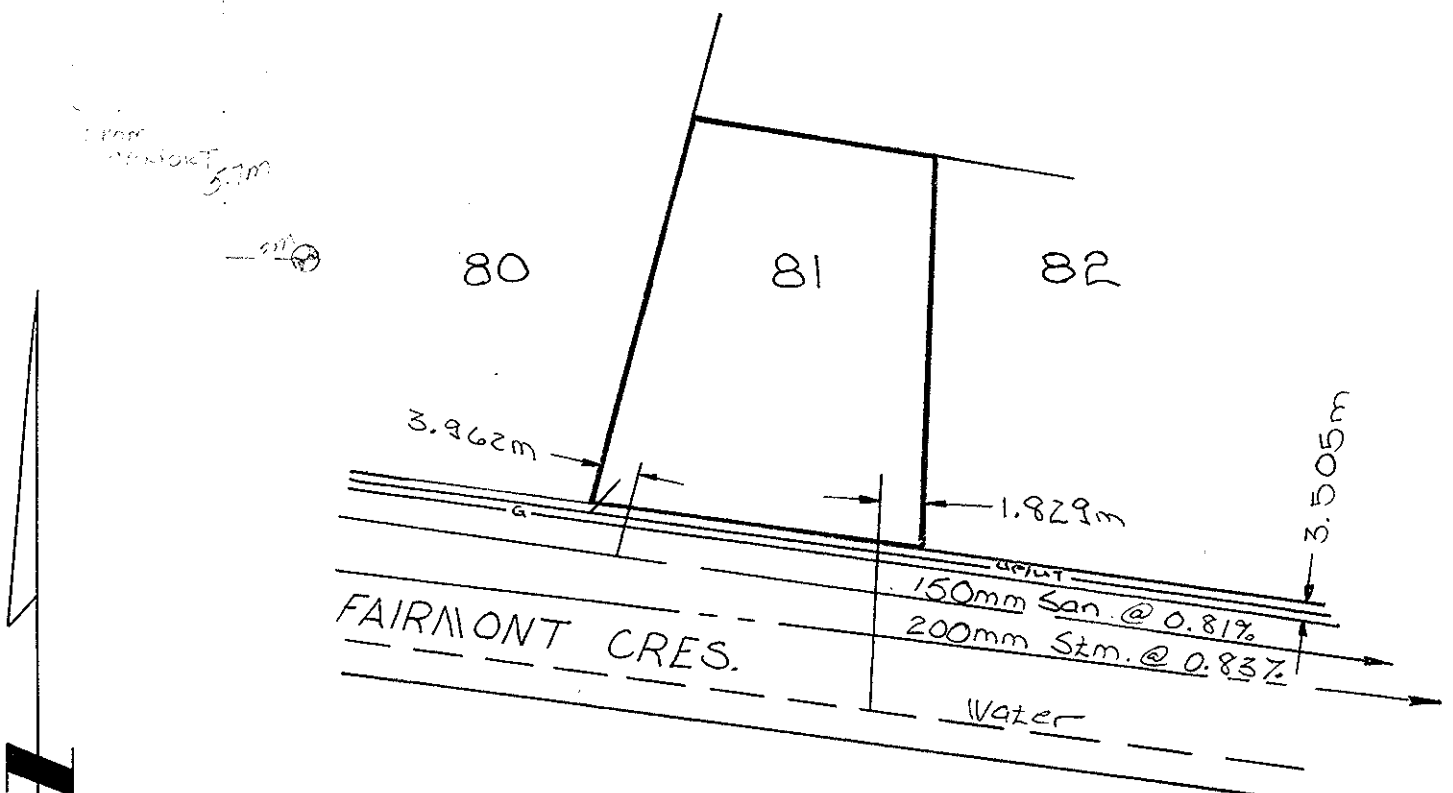 5.7m
80
81
82
3.962m
1.829m
3.505m
G
150mm San. @ 0.81%
200mm Stm. @ 0.83%
FAIRMONT CRES.
Water